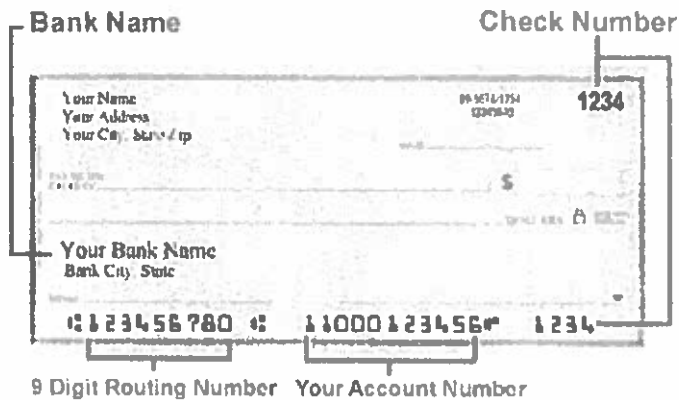 Bank Name
Check Number
Your Name
1234
Your Address
Your City, State Zip
$
Your Bank Name
Bank City, State
⑆123456780⑆ 11000123456⑈ 1234
9 Digit Routing Number
Your Account Number